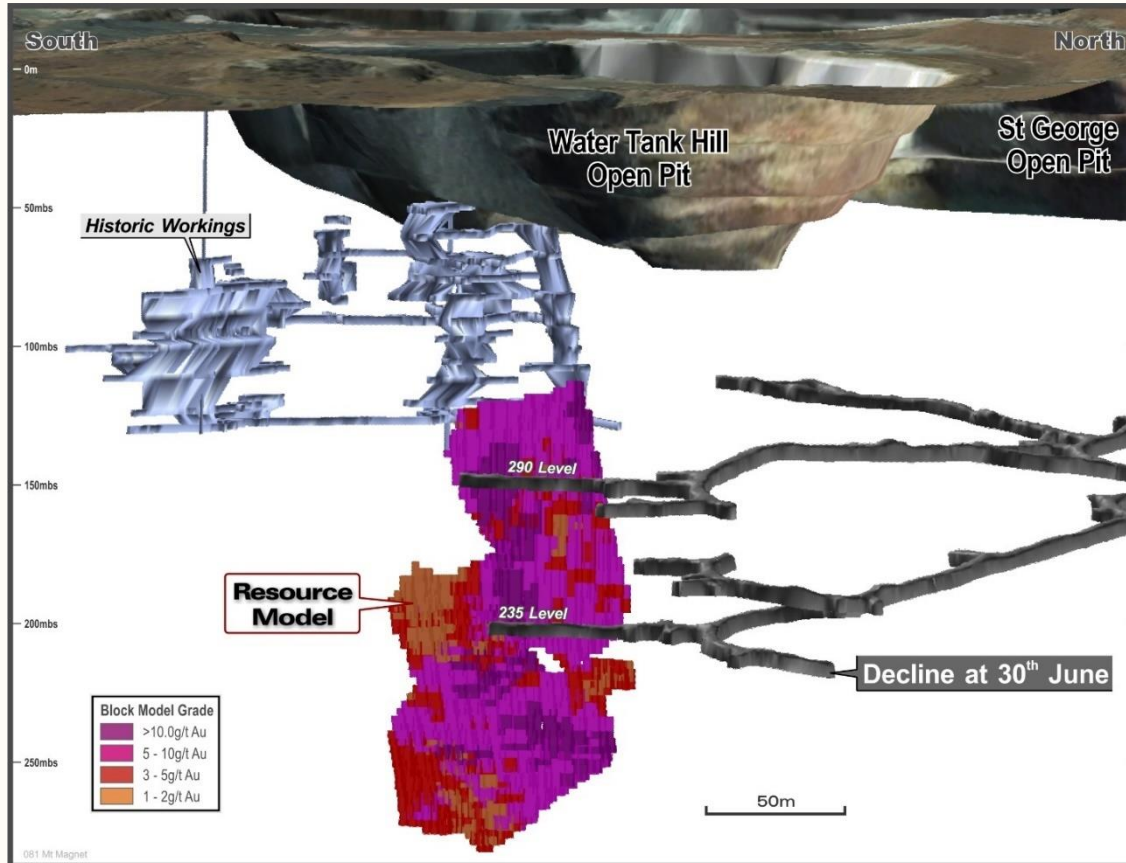 South
North
0m
Water Tank Hill
Open Pit
St George
Open Pit
50mbs
Historic Workings
100mbs
150mbs
290 Level
Resource
Model
200mbs
235 Level
Decline at 30th June
Block Model Grade
>10.0g/t Au
5 - 10g/t Au
3 - 5g/t Au
1 - 2g/t Au
250mbs
50m
081 Mt Magnet